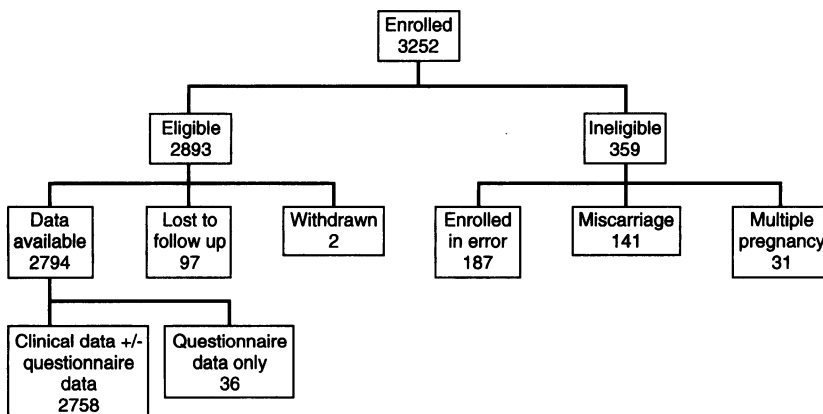 Enrolled
3252
Eligible
2893
Ineligible
359
Data
available
2794
Lost to
follow up
97
Withdrawn
2
Enrolled
in error
187
Miscarriage
141
Multiple
pregnancy
31
Clinical data +/-
questionnaire
data
2758
Questionnaire
data only
36